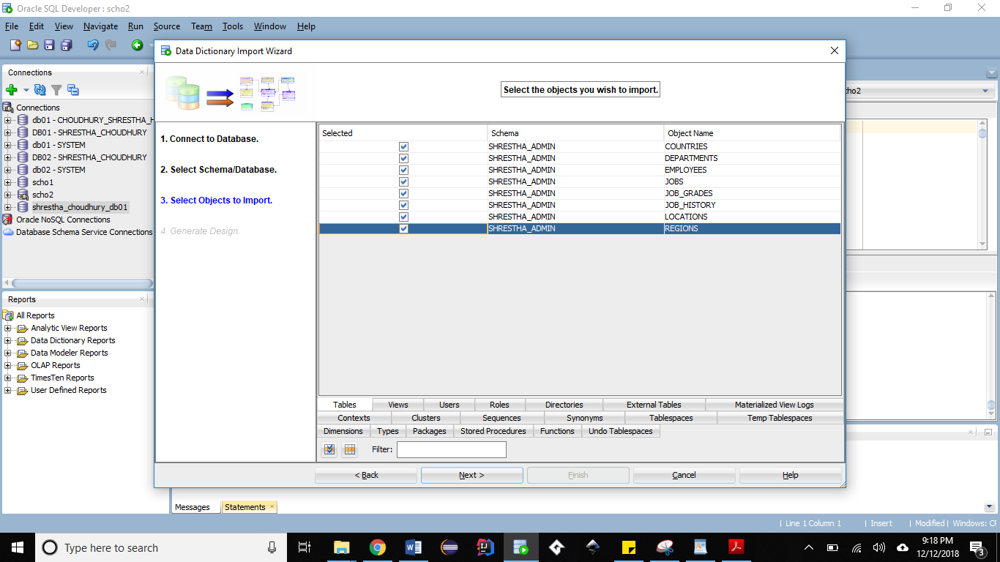 Oracle SQL Developer : scho2
File Edit View Navigate Run Source Team Tools Window Help
Data Dictionary Import Wizard
Select the objects you wish to import.
Connections
Connections
db01 - CHOUDHURY_SHRESTHA_H
DB01 - SHRESTHA_CHOUDHURY
db01 - SYSTEM
DB02 - SHRESTHA_CHOUDHURY
db02 - SYSTEM
scho1
scho2
shrestha_choudhury_db01
Oracle NoSQL Connections
Database Schema Service Connections
Reports
All Reports
Analytic View Reports
Data Dictionary Reports
Data Modeler Reports
OLAP Reports
TimesTen Reports
User Defined Reports
1. Connect to Database.
2. Select Schema/Database.
3. Select Objects to Import.
4. Generate Design.
Selected Schema Object Name
SHRESTHA_ADMIN COUNTRIES
SHRESTHA_ADMIN DEPARTMENTS
SHRESTHA_ADMIN EMPLOYEES
SHRESTHA_ADMIN JOBS
SHRESTHA_ADMIN JOB_GRADES
SHRESTHA_ADMIN JOB_HISTORY
SHRESTHA_ADMIN LOCATIONS
SHRESTHA_ADMIN REGIONS
Tables Views Users Roles Directories External Tables Materialized View Logs
Contexts Clusters Sequences Synonyms Tablespaces Temp Tablespaces
Dimensions Types Packages Stored Procedures Functions Undo Tablespaces
Filter:
< Back Next > Finish Cancel Help
cho2
Messages Statements
Line 1 Column 1 Insert Modified Windows: CF
Type here to search
9:18 PM
12/12/2018
3